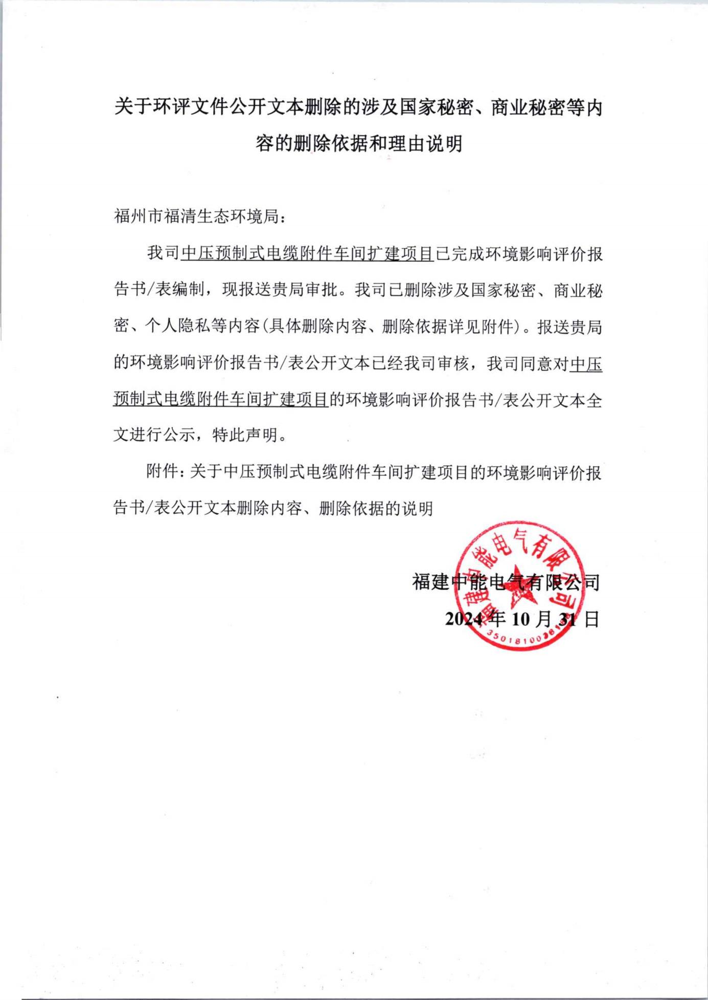 关于环评文件公开文本删除的涉及国家秘密、商业秘密等内
容的删除依据和理由说明
福州市福清生态环境局：
我司中压预制式电缆附件车间扩建项目已完成环境影响评价报
告书/表编制，现报送贵局审批。我司已删除涉及国家秘密、商业秘
密、个人隐私等内容(具体删除内容、删除依据详见附件)。报送贵局
的环境影响评价报告书/表公开文本已经我司审核，我司同意对中压
预制式电缆附件车间扩建项目的环境影响评价报告书/表公开文本全
文进行公示，特此声明。
附件：关于中压预制式电缆附件车间扩建项目的环境影响评价报
告书/表公开文本删除内容、删除依据的说明
福建中能电气有限公司
2024 年 10 月 31 日
福建中能电气有限公司